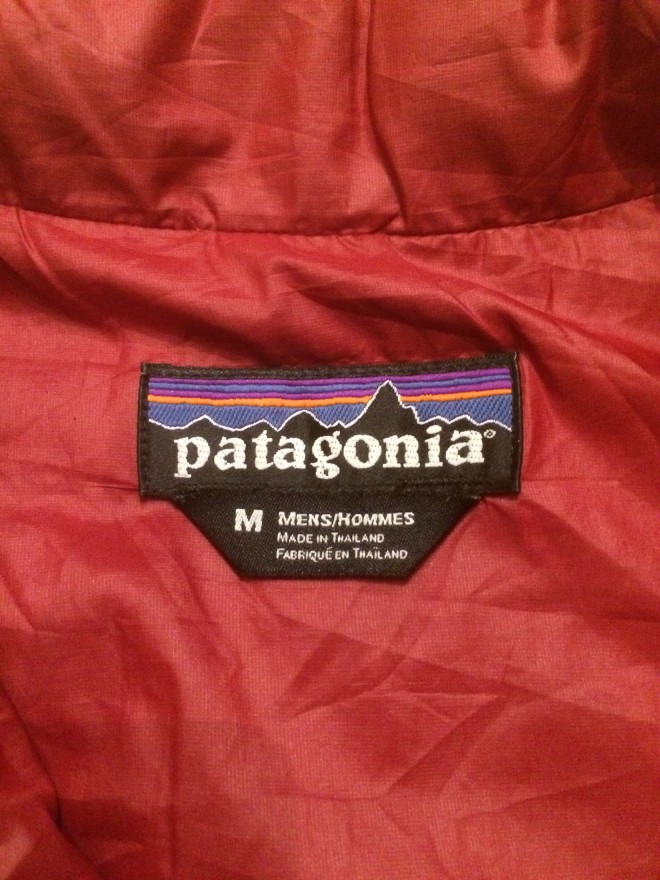 patagonia®
M MENS/HOMMES
MADE IN THAILAND
FABRIQUÉ EN THAÏLAND